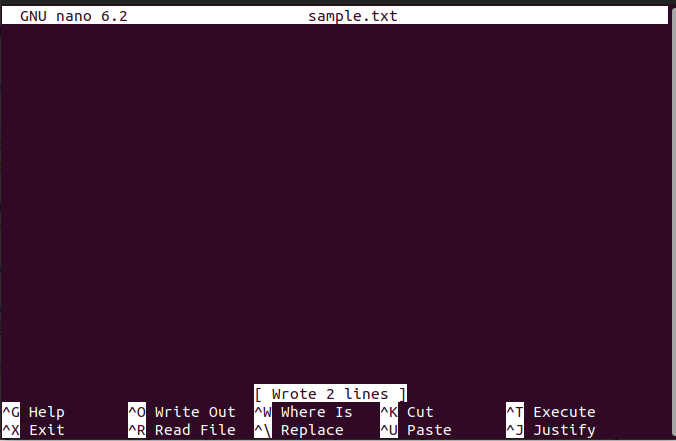 GNU nano 6.2 sample.txt
[ Wrote 2 lines ]
^G Help ^O Write Out ^W Where Is ^K Cut ^T Execute
^X Exit ^R Read File ^\ Replace ^U Paste ^J Justify